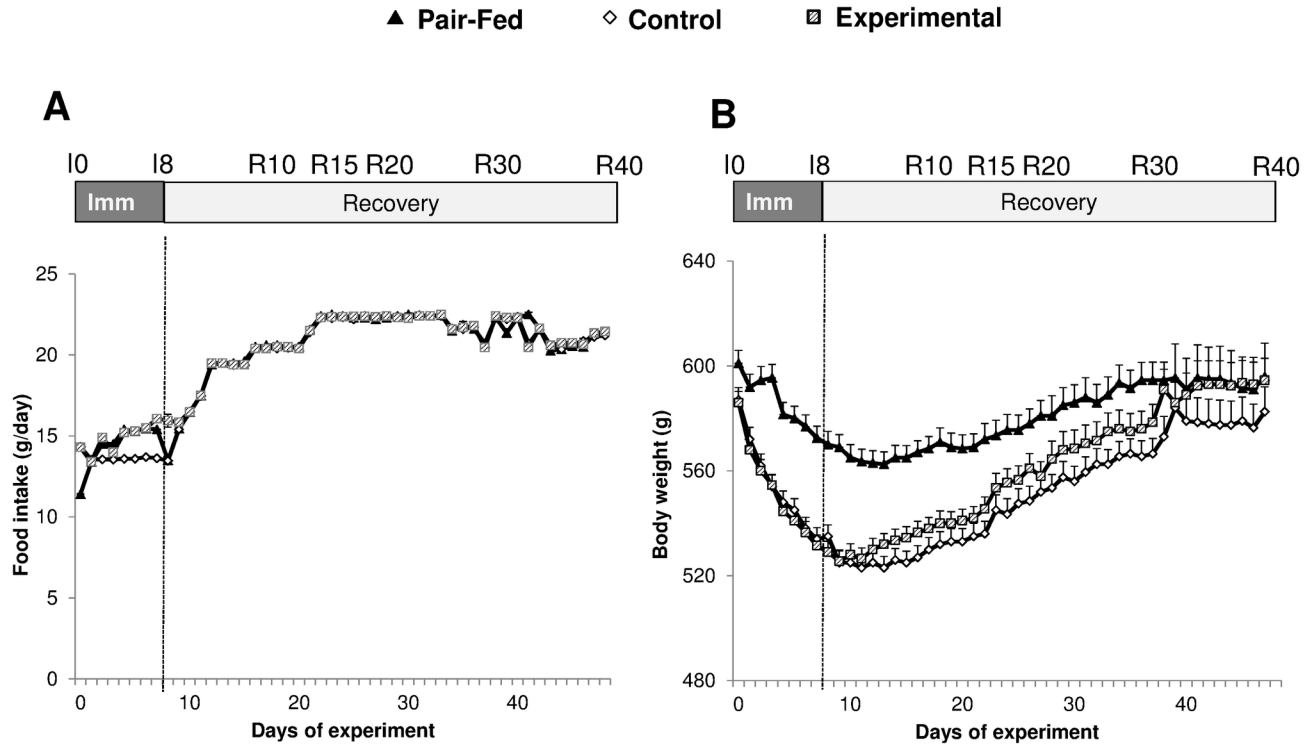 Pair-Fed Control Experimental
A
I0 I8 R10 R15 R20 R30 R40
Imm Recovery
25
20
15
10
5
0
Food intake (g/day)
0 10 20 30 40
Days of experiment
B
I0 I8 R10 R15 R20 R30 R40
Imm Recovery
640
600
560
520
480
Body weight (g)
0 10 20 30 40
Days of experiment